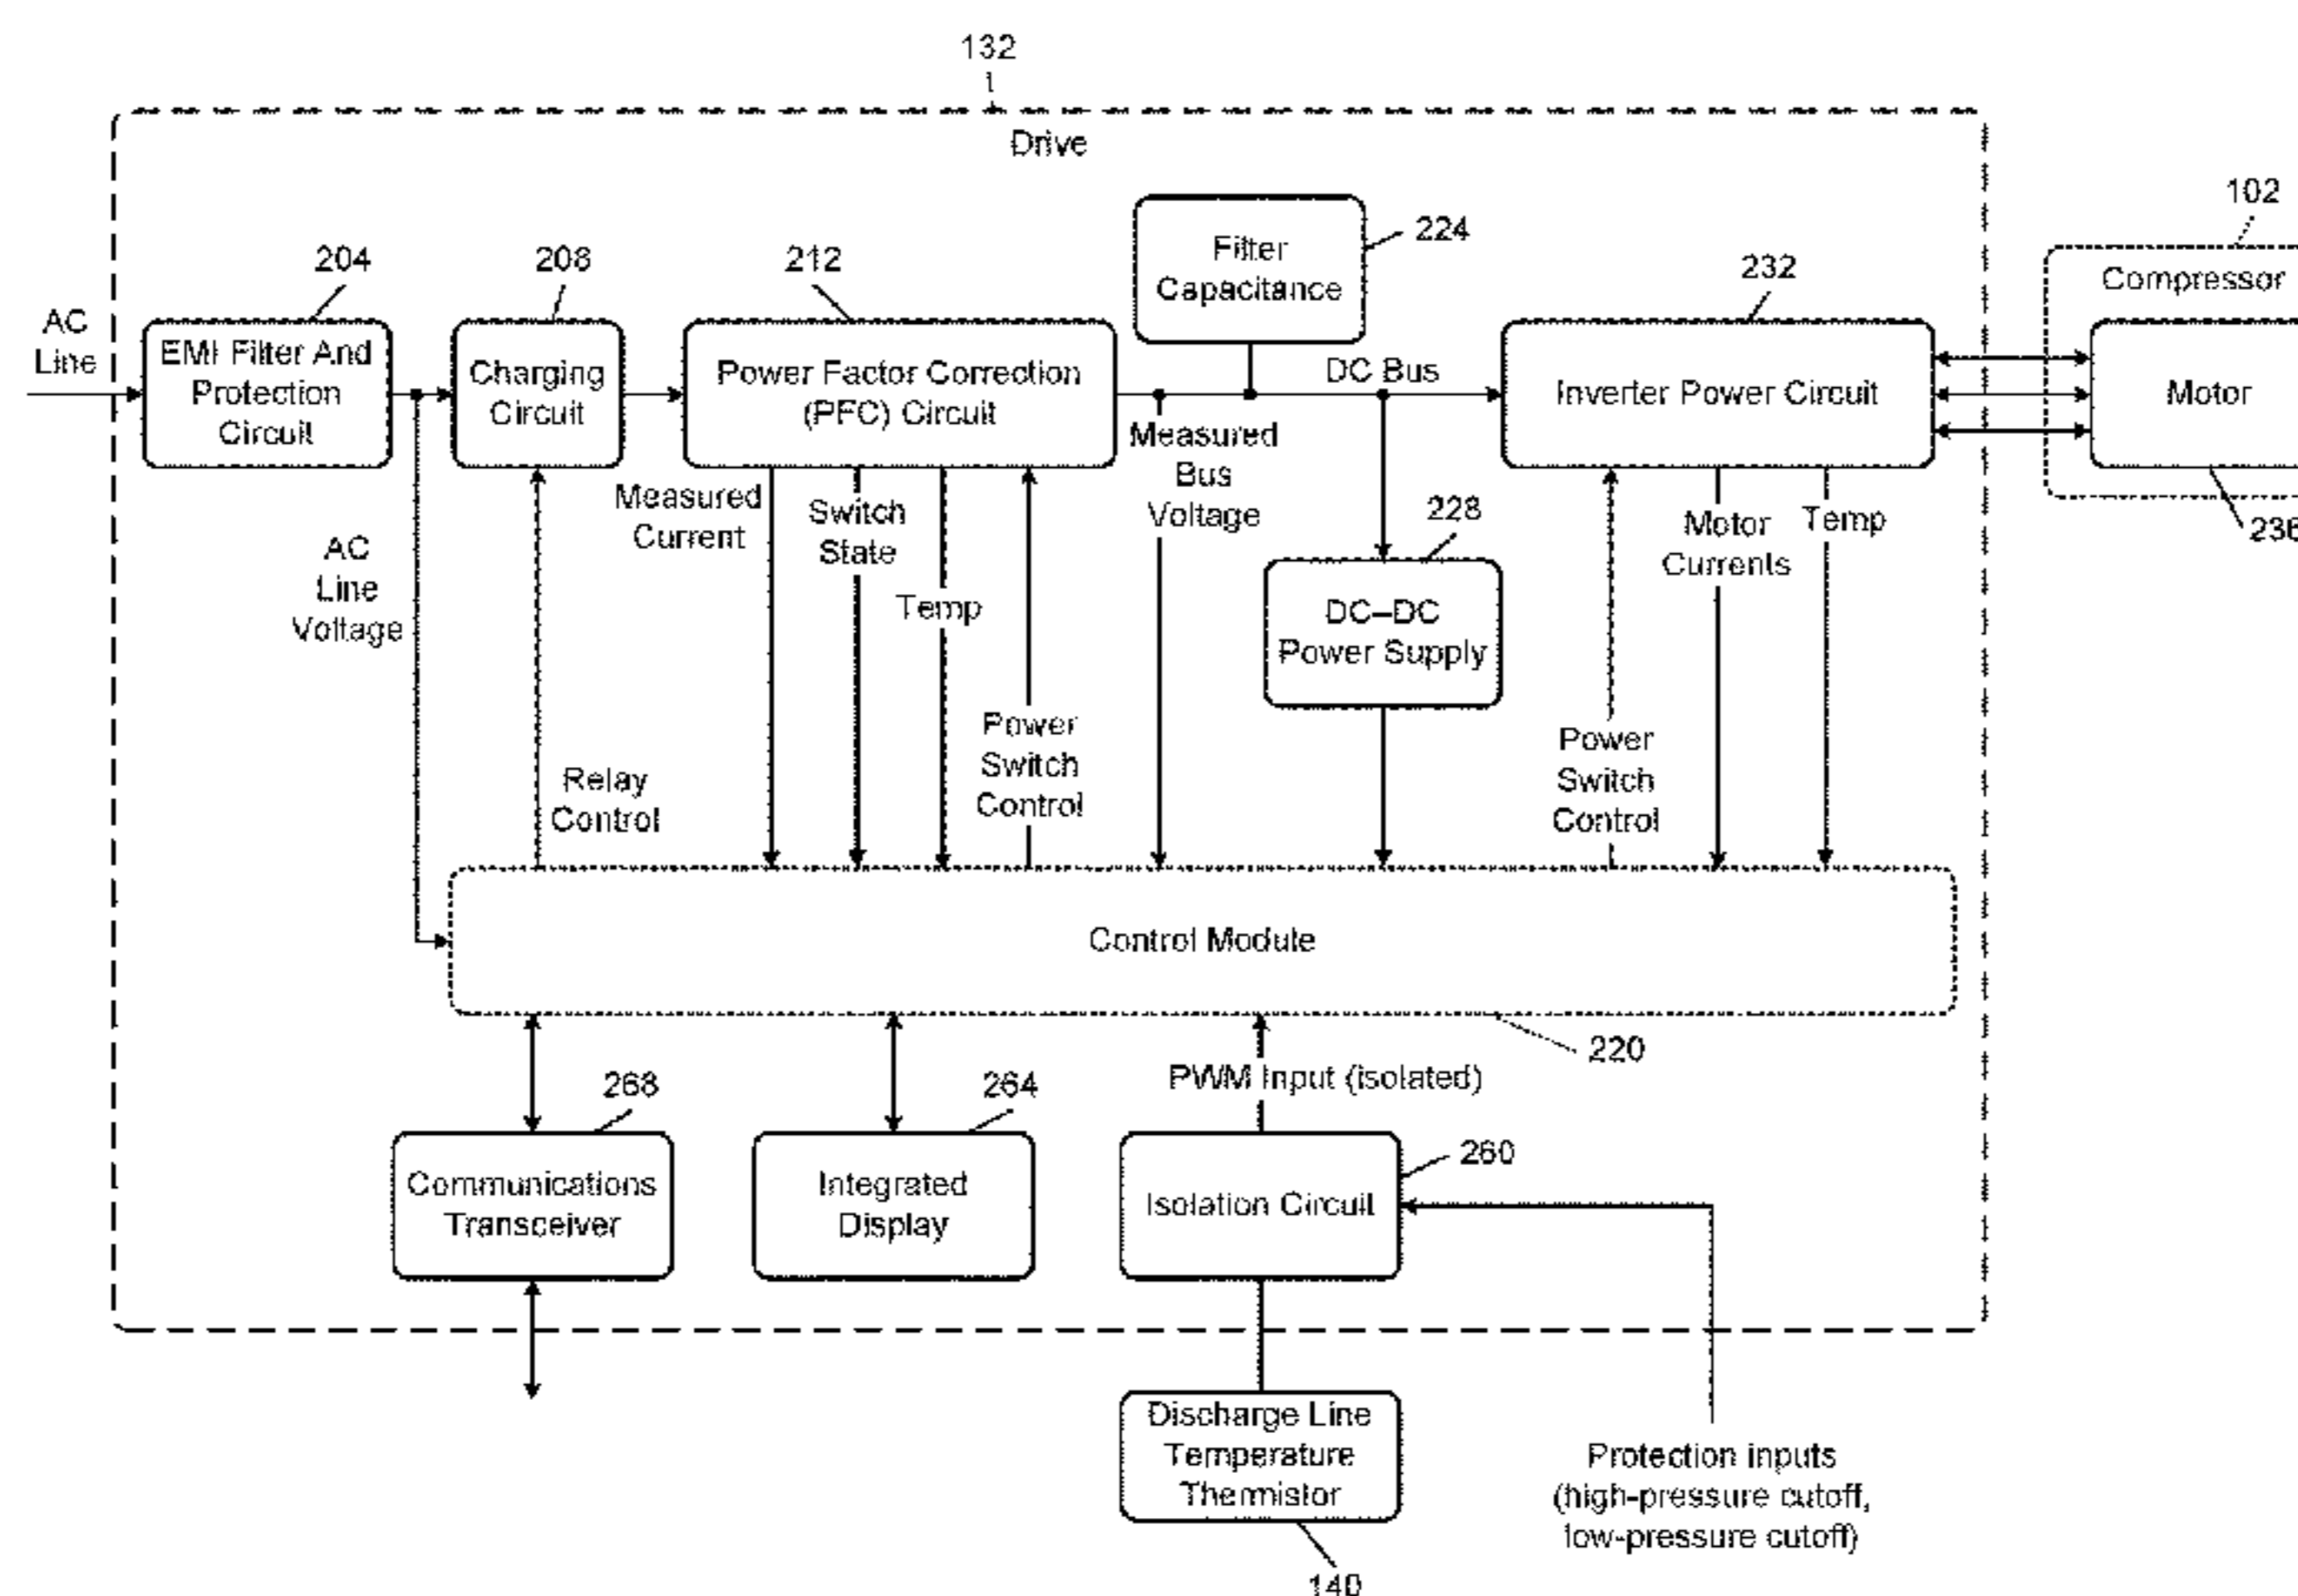 132
Drive
102
Compressor
224
Filter
Capacitance
204
208
212
232
AC
Line
EMI Filter And
Protection
Circuit
Charging
Circuit
Power Factor Correction
(PFC) Circuit
DC Bus
Inverter Power Circuit
Motor
236
Measured
Bus
Voltage
Measured
Current
Switch
State
Temp
228
Motor
Currents
Temp
AC
Line
Voltage
DC–DC
Power Supply
Relay
Control
Power
Switch
Control
Power
Switch
Control
Control Module
220
PWM Input (isolated)
268
264
260
Communications
Transceiver
Integrated
Display
Isolation Circuit
Discharge Line
Temperature
Thermistor
140
Protection inputs
(high-pressure cutoff,
low-pressure cutoff)